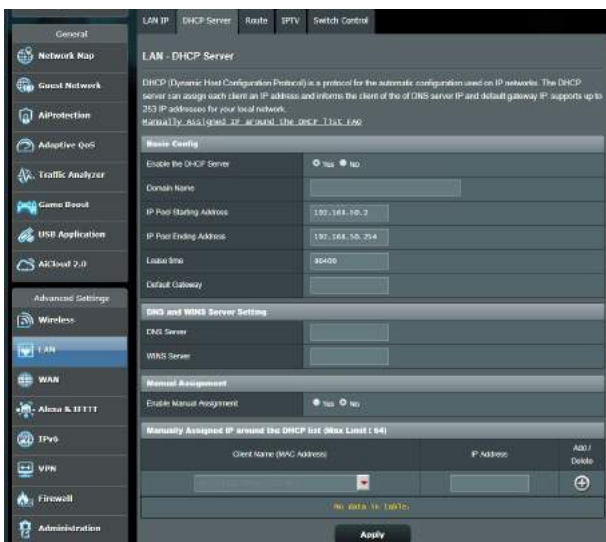 LAN IP DHCP Server Route IPTV Switch Control
General
Network Map
Guest Network
AiProtection
Adaptive QoS
Traffic Analyzer
Game Boost
USB Application
AiCloud 2.0
Advanced Settings
Wireless
LAN
WAN
Alexa & IFTTT
IPv6
VPN
Firewall
Administration
LAN - DHCP Server
DHCP (Dynamic Host Configuration Protocol) is a protocol for the automatic configuration used on IP networks. The DHCP
server can assign each client an IP address and informs the client of the of DNS server IP and default gateway IP. supports up to
253 IP addresses for your local network.
Manually Assigned IP around the DHCP list FAQ
Basic Config
Enable the DHCP Server Yes No
Domain Name
IP Pool Starting Address 192.168.50.2
IP Pool Ending Address 192.168.50.254
Lease time 86400
Default Gateway
DNS and WINS Server Setting
DNS Server
WINS Server
Manual Assignment
Enable Manual Assignment Yes No
Manually Assigned IP around the DHCP list (Max Limit : 64)
Client Name (MAC Address) IP Address Add / Delete
No data in table.
Apply